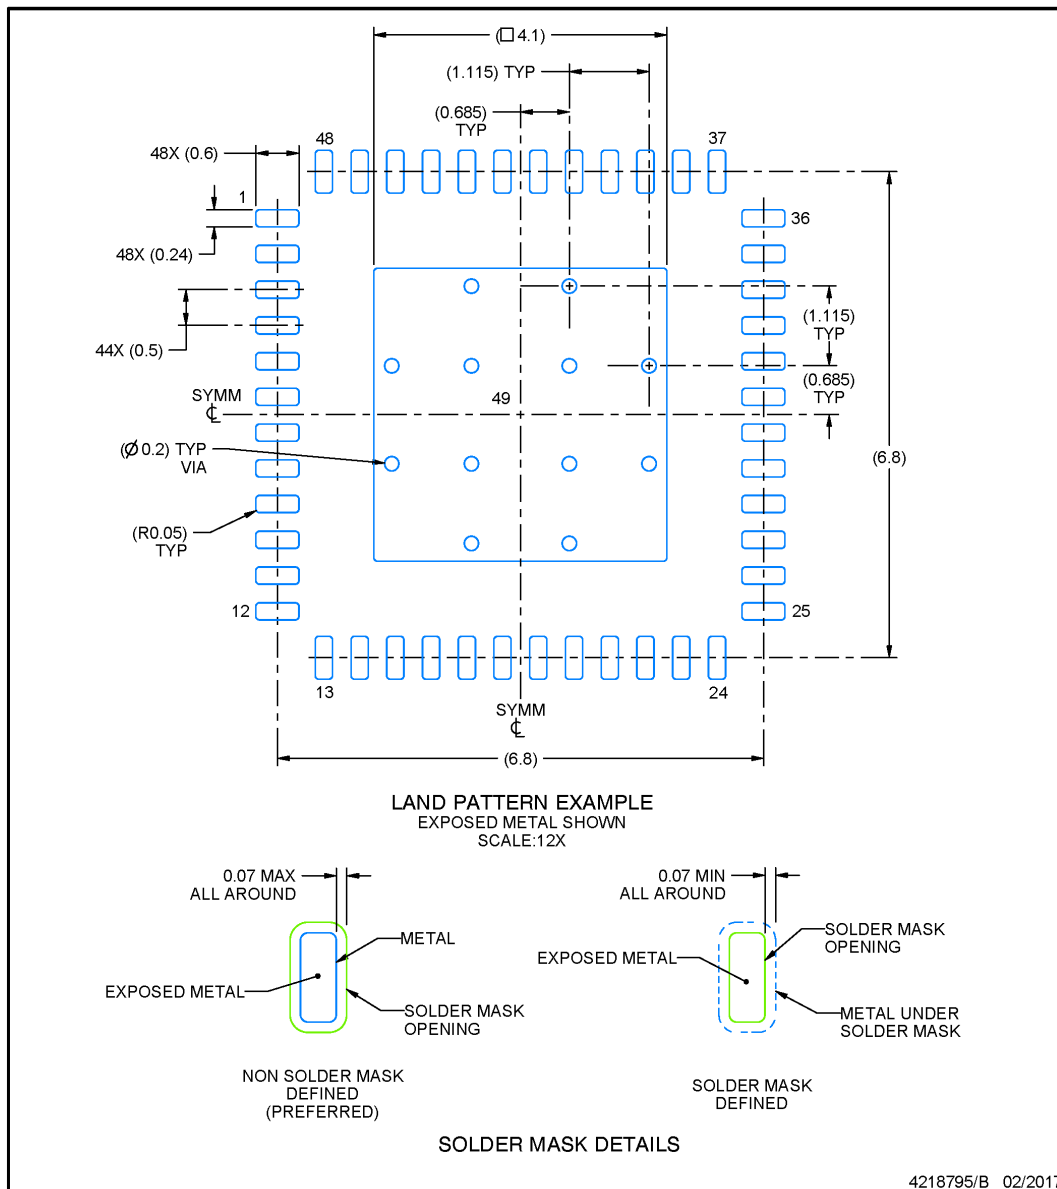 (□ 4.1)
(1.115) TYP
(0.685)
TYP
48
37
48X (0.6)
1
36
48X (0.24)
(1.115)
TYP
44X (0.5)
(0.685)
TYP
SYMM
℄
49
(Ø 0.2) TYP
VIA
(6.8)
(R0.05)
TYP
12
25
13
24
SYMM
℄
(6.8)
LAND PATTERN EXAMPLE
EXPOSED METAL SHOWN
SCALE:12X
0.07 MAX
ALL AROUND
METAL
EXPOSED METAL
SOLDER MASK
OPENING
NON SOLDER MASK
DEFINED
(PREFERRED)
0.07 MIN
ALL AROUND
SOLDER MASK
OPENING
EXPOSED METAL
METAL UNDER
SOLDER MASK
SOLDER MASK
DEFINED
SOLDER MASK DETAILS
4218795/B 02/2017